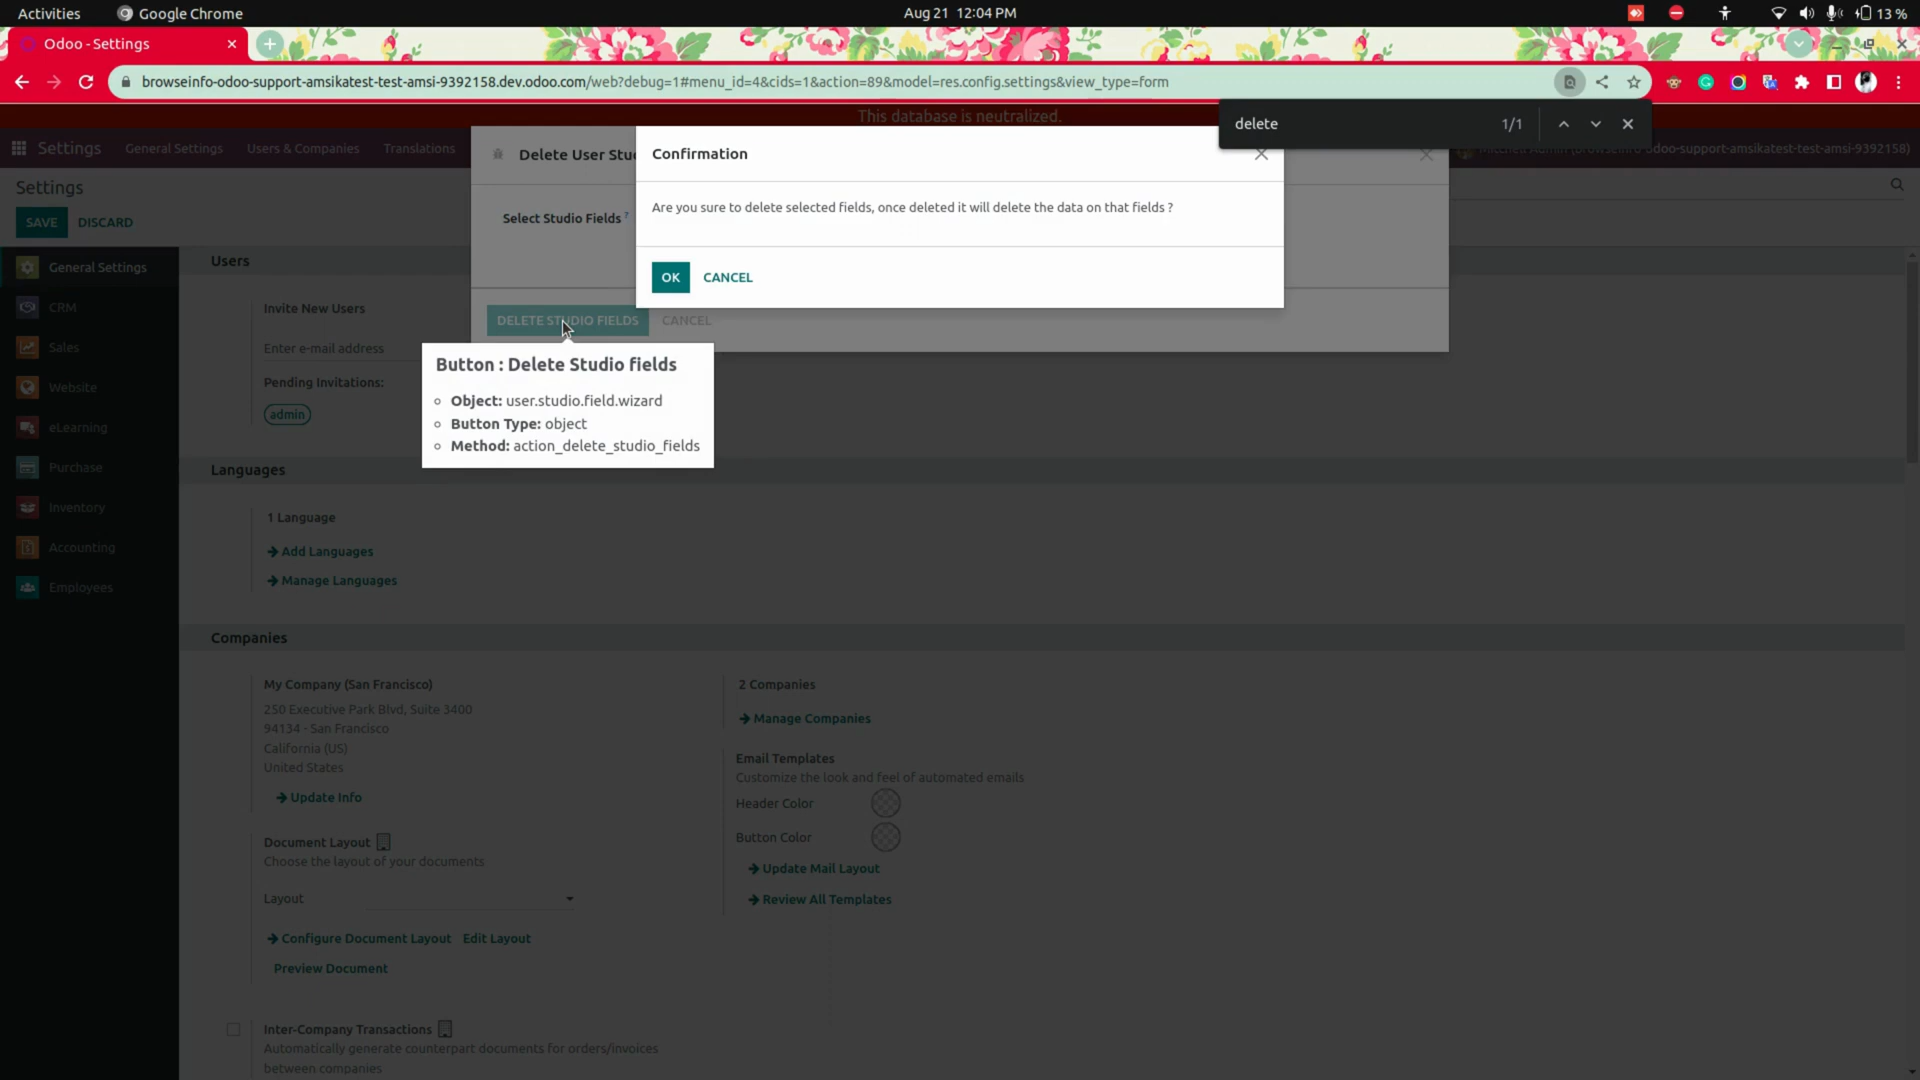 Activities
Google Chrome
Aug 21 12:04 PM
13 %
Odoo - Settings
browseinfo-odoo-support-amsikatest-test-amsi-9392158.dev.odoo.com/web?debug=1#menu_id=4&cids=1&action=89&model=res.config.settings&view_type=form
delete
1/1
This database is neutralized.
Settings
General Settings
Users & Companies
Translations
Mitchell Admin (browseinfo-odoo-support-amsikatest-test-amsi-9392158)
Delete User Stu
Confirmation
Are you sure to delete selected fields, once deleted it will delete the data on that fields ?
OK
CANCEL
Select Studio Fields ?
DELETE STUDIO FIELDS
CANCEL
Button : Delete Studio fields
Object: user.studio.field.wizard
Button Type: object
Method: action_delete_studio_fields
Settings
SAVE
DISCARD
General Settings
CRM
Sales
Website
eLearning
Purchase
Inventory
Accounting
Employees
Users
Invite New Users
Enter e-mail address
Pending Invitations:
admin
Languages
1 Language
Add Languages
Manage Languages
Companies
My Company (San Francisco)
250 Executive Park Blvd, Suite 3400
94134 - San Francisco
California (US)
United States
Update Info
2 Companies
Manage Companies
Email Templates
Customize the look and feel of automated emails
Header Color
Button Color
Update Mail Layout
Review All Templates
Document Layout
Choose the layout of your documents
Layout
Configure Document Layout
Edit Layout
Preview Document
Inter-Company Transactions
Automatically generate counterpart documents for orders/invoices
between companies